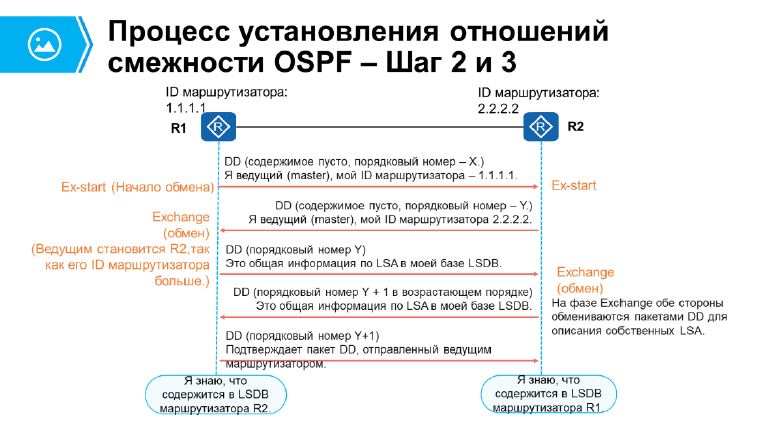 Процесс установления отношений
смежности OSPF – Шаг 2 и 3
ID маршрутизатора:
1.1.1.1
ID маршрутизатора:
2.2.2.2
R1
R
R
R2
DD (содержимое пусто, порядковый номер – X.)
Я ведущий (master), мой ID маршрутизатора – 1.1.1.1.
Ex-start (Начало обмена)
Ex-start
DD (содержимое пусто, порядковый номер – Y.)
Я ведущий (master), мой ID маршрутизатора 2.2.2.2.
Exchange
(обмен)
(Ведущим становится R2,так
как его ID маршрутизатора
больше.)
DD (порядковый номер Y)
Это общая информация по LSA в моей базе LSDB.
Exchange
(обмен)
DD (порядковый номер Y + 1 в возрастающем порядке)
Это общая информация по LSA в моей базе LSDB.
На фазе Exchange обе стороны
обмениваются пакетами DD для
описания собственных LSA.
DD (порядковый номер Y+1)
Подтверждает пакет DD, отправленный ведущим
маршрутизатором.
Я знаю, что
содержится в LSDB
маршрутизатора R2.
Я знаю, что
содержится в LSDB
маршрутизатора R1.